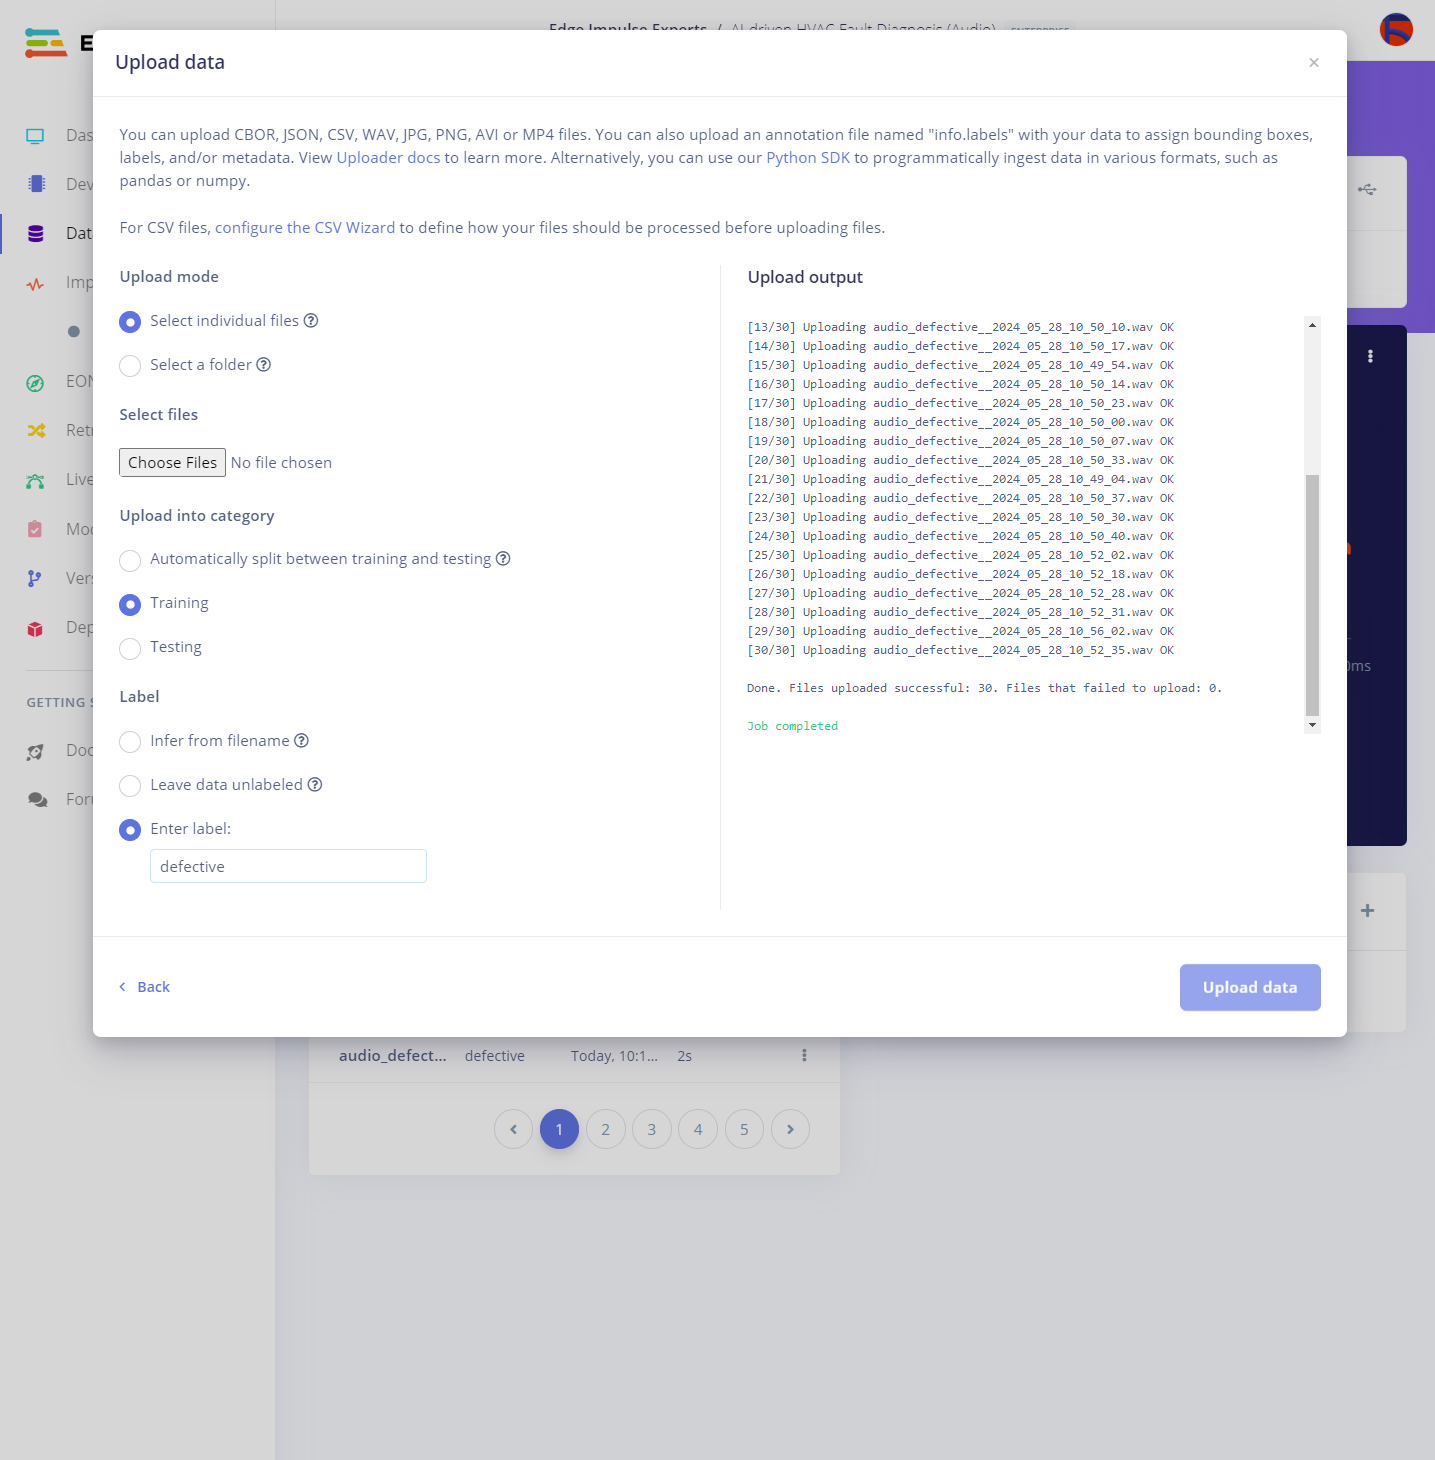 Edge Impulse Experts / AI-driven HVAC Fault Diagnosis (Audio) ENTERPRISE
Upload data
×
You can upload CBOR, JSON, CSV, WAV, JPG, PNG, AVI or MP4 files. You can also upload an annotation file named "info.labels" with your data to assign bounding boxes,
labels, and/or metadata. View Uploader docs to learn more. Alternatively, you can use our Python SDK to programmatically ingest data in various formats, such as
pandas or numpy.
For CSV files, configure the CSV Wizard to define how your files should be processed before uploading files.
Upload mode
Select individual files
Select a folder
Select files
Choose Files No file chosen
Upload into category
Automatically split between training and testing
Training
Testing
Label
Infer from filename
Leave data unlabeled
Enter label:
defective
Upload output
[13/30] Uploading audio_defective__2024_05_28_10_50_10.wav OK
[14/30] Uploading audio_defective__2024_05_28_10_50_17.wav OK
[15/30] Uploading audio_defective__2024_05_28_10_49_54.wav OK
[16/30] Uploading audio_defective__2024_05_28_10_50_14.wav OK
[17/30] Uploading audio_defective__2024_05_28_10_50_23.wav OK
[18/30] Uploading audio_defective__2024_05_28_10_50_00.wav OK
[19/30] Uploading audio_defective__2024_05_28_10_50_07.wav OK
[20/30] Uploading audio_defective__2024_05_28_10_50_33.wav OK
[21/30] Uploading audio_defective__2024_05_28_10_49_04.wav OK
[22/30] Uploading audio_defective__2024_05_28_10_50_37.wav OK
[23/30] Uploading audio_defective__2024_05_28_10_50_30.wav OK
[24/30] Uploading audio_defective__2024_05_28_10_50_40.wav OK
[25/30] Uploading audio_defective__2024_05_28_10_52_02.wav OK
[26/30] Uploading audio_defective__2024_05_28_10_52_18.wav OK
[27/30] Uploading audio_defective__2024_05_28_10_52_28.wav OK
[28/30] Uploading audio_defective__2024_05_28_10_52_31.wav OK
[29/30] Uploading audio_defective__2024_05_28_10_56_02.wav OK
[30/30] Uploading audio_defective__2024_05_28_10_52_35.wav OK
Done. Files uploaded successful: 30. Files that failed to upload: 0.
Job completed
Back
Upload data
Das
Dev
Dat
Imp
EON
Retr
Live
Ver
Dep
GETTING
Doc
For
audio_defect... defective Today, 10:1... 2s
1 2 3 4 5